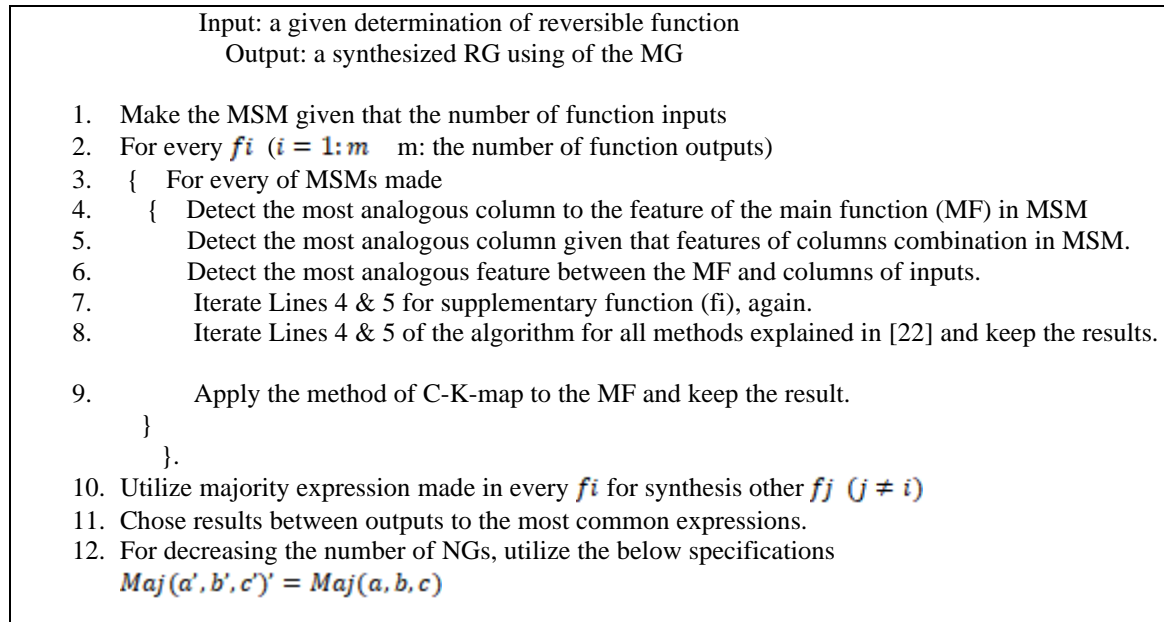 Input: a given determination of reversible function
Output: a synthesized RG using of the MG
1. Make the MSM given that the number of function inputs
2. For every fi (i = 1:m m: the number of function outputs)
3. { For every of MSMs made
4. { Detect the most analogous column to the feature of the main function (MF) in MSM
5. Detect the most analogous column given that features of columns combination in MSM.
6. Detect the most analogous feature between the MF and columns of inputs.
7. Iterate Lines 4 & 5 for supplementary function (fi), again.
8. Iterate Lines 4 & 5 of the algorithm for all methods explained in [22] and keep the results.
9. Apply the method of C-K-map to the MF and keep the result.
}
}.
10. Utilize majority expression made in every fi for synthesis other fj (j ≠ i)
11. Chose results between outputs to the most common expressions.
12. For decreasing the number of NGs, utilize the below specifications
Maj(a', b', c')' = Maj(a, b, c)